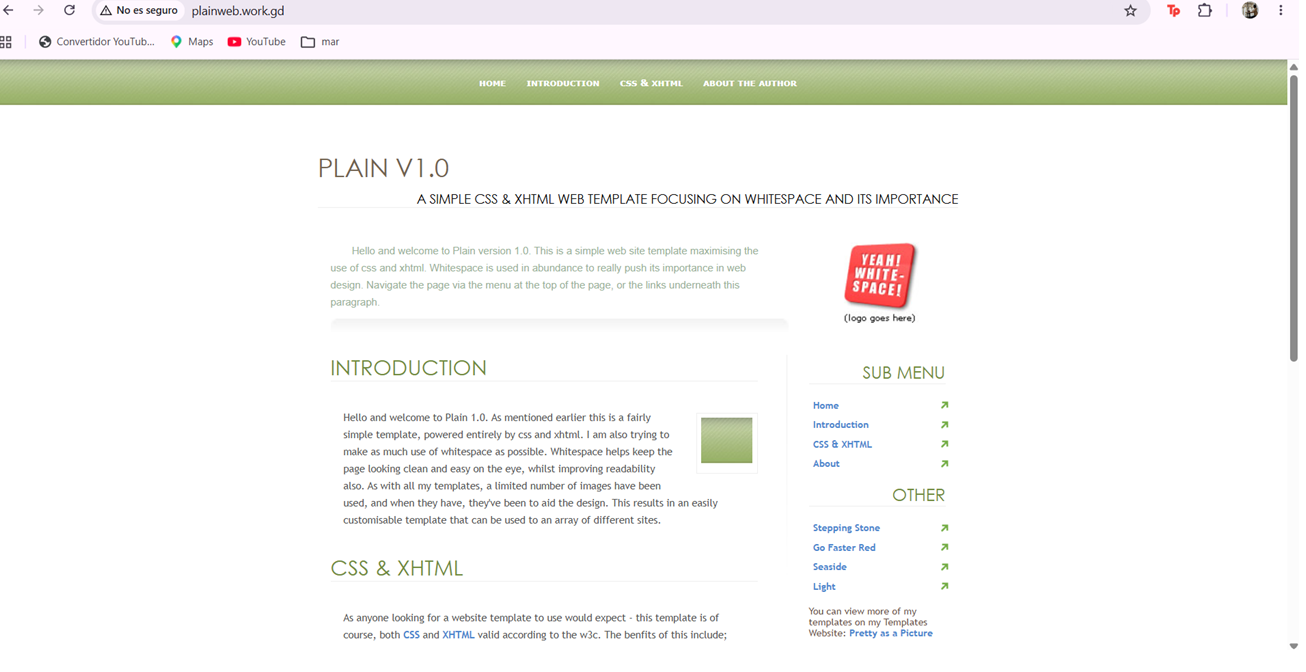 No es seguro plainweb.work.gd
Convertidor YouTub... Maps YouTube mar
HOME INTRODUCTION CSS & XHTML ABOUT THE AUTHOR
PLAIN V1.0
A SIMPLE CSS & XHTML WEB TEMPLATE FOCUSING ON WHITESPACE AND ITS IMPORTANCE
Hello and welcome to Plain version 1.0. This is a simple web site template maximising the
use of css and xhtml. Whitespace is used in abundance to really push its importance in web
design. Navigate the page via the menu at the top of the page, or the links underneath this
paragraph.
YEAH!
WHITE-
SPACE!
(logo goes here)
INTRODUCTION
Hello and welcome to Plain 1.0. As mentioned earlier this is a fairly
simple template, powered entirely by css and xhtml. I am also trying to
make as much use of whitespace as possible. Whitespace helps keep the
page looking clean and easy on the eye, whilst improving readability
also. As with all my templates, a limited number of images have been
used, and when they have, they've been to aid the design. This results in an easily
customisable template that can be used to an array of different sites.
CSS & XHTML
As anyone looking for a website template to use would expect - this template is of
course, both CSS and XHTML valid according to the w3c. The benfits of this include;
SUB MENU
Home
Introduction
CSS & XHTML
About
OTHER
Stepping Stone
Go Faster Red
Seaside
Light
You can view more of my
templates on my Templates
Website: Pretty as a Picture